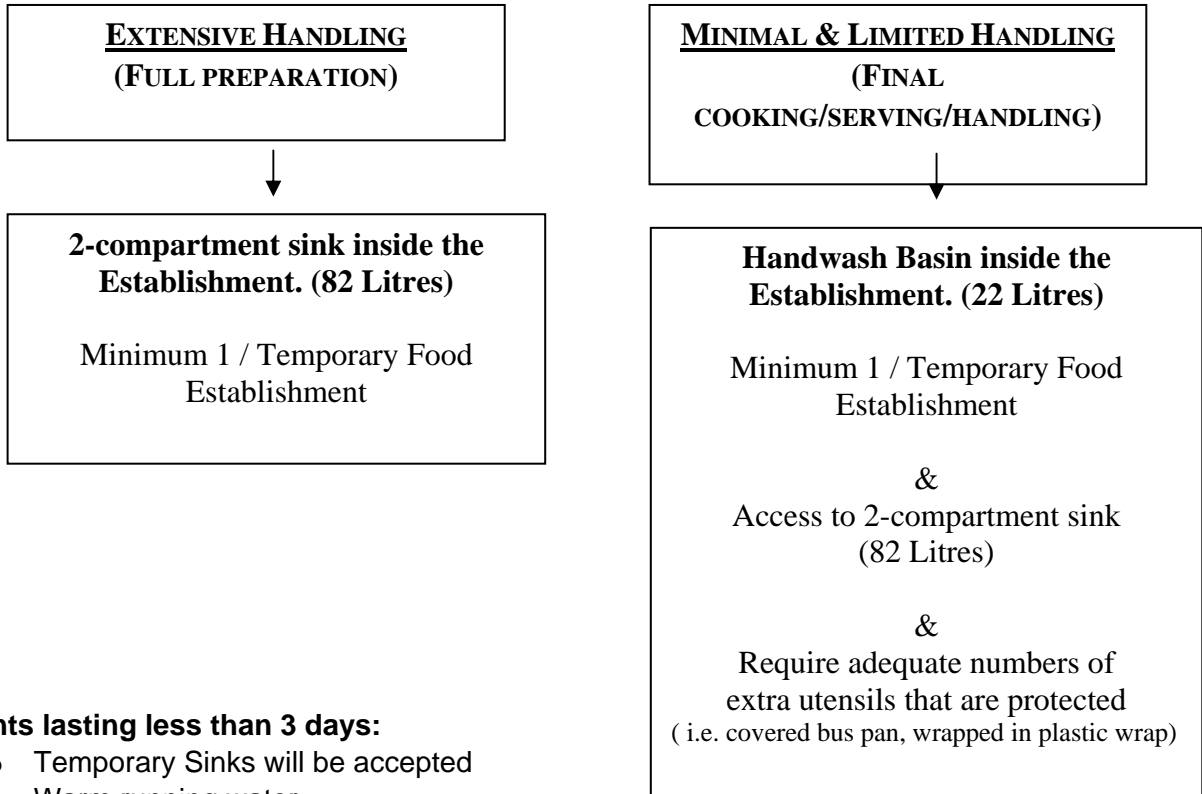 EXTENSIVE HANDLING
(FULL PREPARATION)
2-compartment sink inside the
Establishment. (82 Litres)
Minimum 1 / Temporary Food
Establishment
MINIMAL & LIMITED HANDLING
(FINAL
COOKING/SERVING/HANDLING)
Handwash Basin inside the
Establishment. (22 Litres)
Minimum 1 / Temporary Food
Establishment
&
Access to 2-compartment sink
(82 Litres)
&
Require adequate numbers of
extra utensils that are protected
( i.e. covered bus pan, wrapped in plastic wrap)
lasting less than 3 days:
Temporary Sinks will be accepted